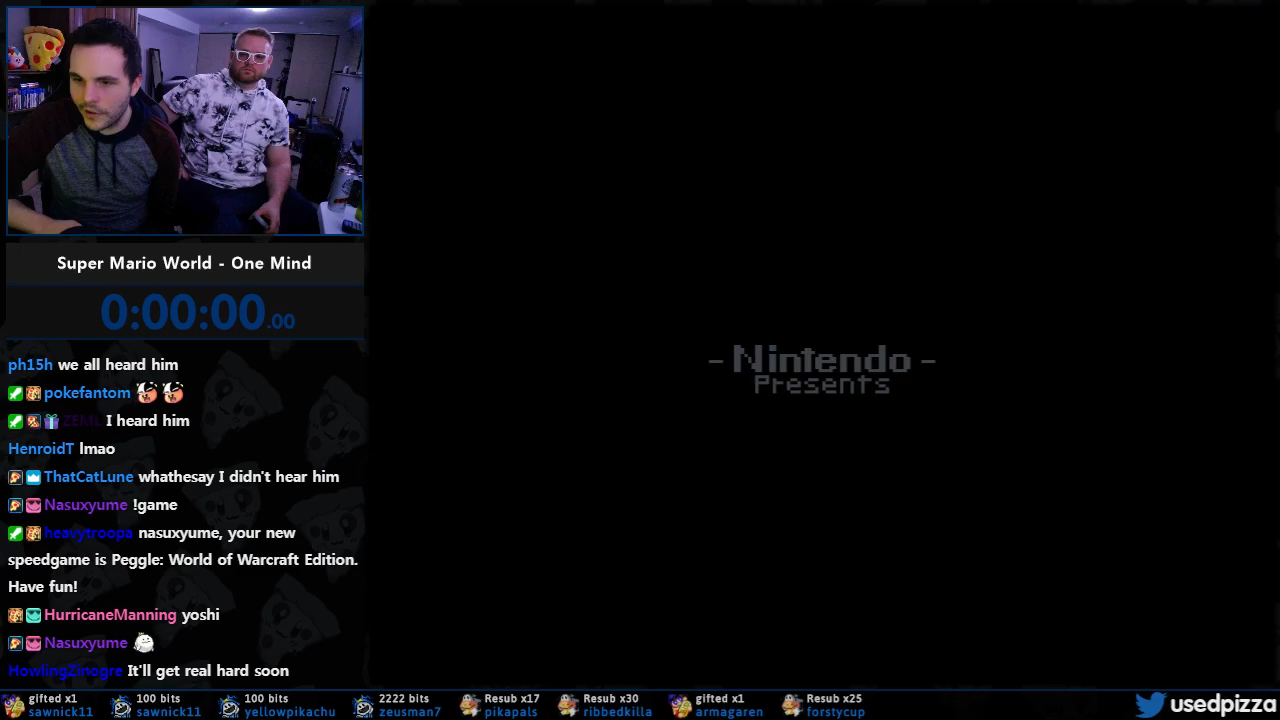 Super Mario World - One Mind
0:00:00.00
ph15h we all heard him
pokefantom
ZEML I heard him
HenroidT lmao
ThatCatLune whathesay I didn't hear him
Nasuxyume !game
heavytroopa nasuxyume, your new
speedgame is Peggle: World of Warcraft Edition.
Have fun!
HurricaneManning yoshi
Nasuxyume
HowlingZinogre It'll get real hard soon
- Nintendo -
Presents
gifted x1
sawnick11
100 bits
sawnick11
100 bits
yellowpikachu
2222 bits
zeusman7
Resub x17
pikapals
Resub x30
ribbedkilla
gifted x1
armagaren
Resub x25
forstycup
usedpizza